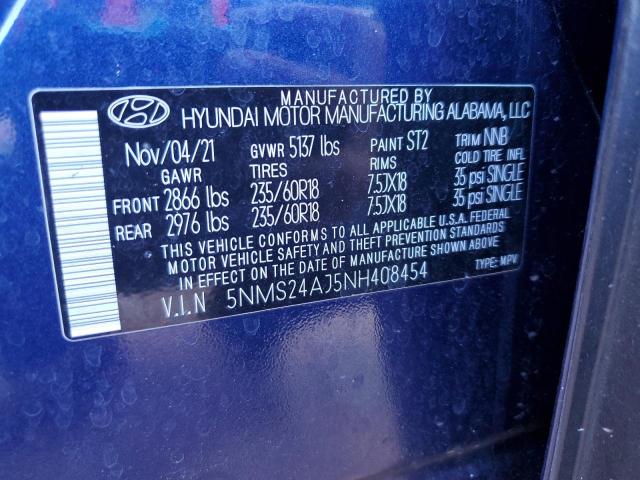 MANUFACTURED BY
HYUNDAI MOTOR MANUFACTURING ALABAMA, LLC
Nov/04/21 GVWR 5137 lbs PAINT ST2 TRIM NNB
GAWR TIRES RIMS COLD TIRE INFL
FRONT 2866 lbs 235/60R18 7.5JX18 35 psi SINGLE
REAR 2976 lbs 235/60R18 7.5JX18 35 psi SINGLE
THIS VEHICLE CONFORMS TO ALL APPLICABLE U.S.A. FEDERAL
MOTOR VEHICLE SAFETY AND THEFT PREVENTION STANDARDS
IN EFFECT ON THE DATE OF MANUFACTURE SHOWN ABOVE
V.I.N 5NMS24AJ5NH408454 TYPE: MPV